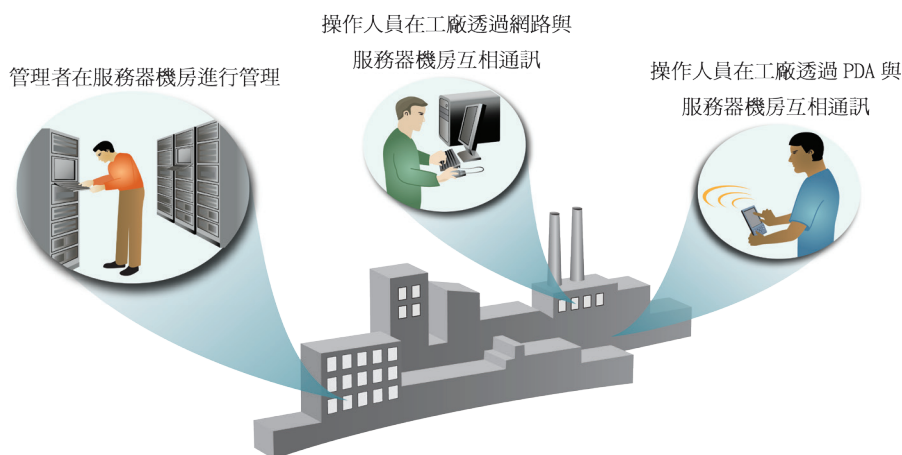 管理者在服務器機房進行管理
操作人員在工廠透過網路與
服務器機房互相通訊
操作人員在工廠透過 PDA 與
服務器機房互相通訊